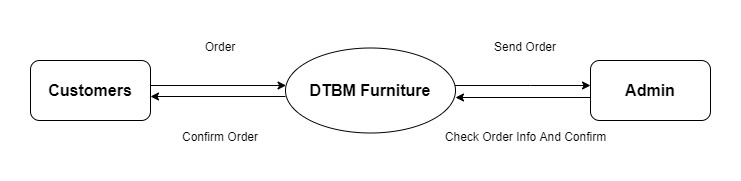 Order
Send Order
Customers
DTBM Furniture
Admin
Confirm Order
Check Order Info And Confirm